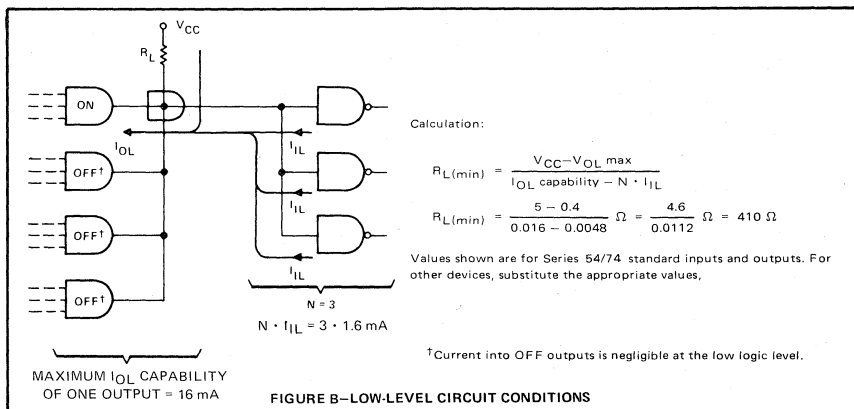 VCC
RL
ON
OFF†
OFF†
OFF†
IOL
IIL
IIL
IIL
N = 3
N · IIL = 3 · 1.6 mA
MAXIMUM IOL CAPABILITY
OF ONE OUTPUT = 16 mA
Calculation:
RL(min) = VCC–VOL max / IOL capability – N · IIL
RL(min) = 5 – 0.4 / 0.016 – 0.0048 Ω = 4.6 / 0.0112 Ω = 410 Ω
Values shown are for Series 54/74 standard inputs and outputs. For
other devices, substitute the appropriate values,
†Current into OFF outputs is negligible at the low logic level.
FIGURE B–LOW-LEVEL CIRCUIT CONDITIONS